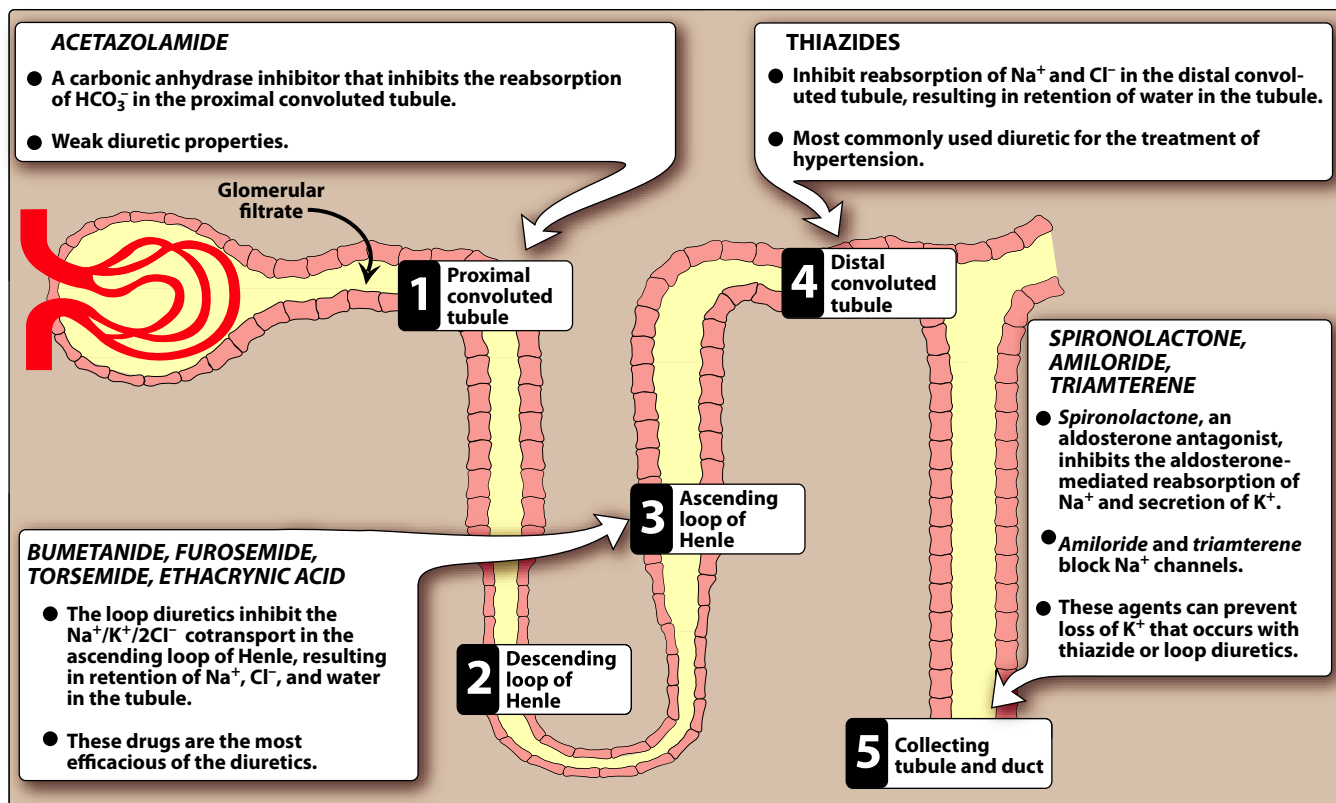 ACETAZOLAMIDE
● A carbonic anhydrase inhibitor that inhibits the reabsorption
of HCO₃⁻ in the proximal convoluted tubule.
● Weak diuretic properties.
THIAZIDES
● Inhibit reabsorption of Na⁺ and Cl⁻ in the distal convol-
uted tubule, resulting in retention of water in the tubule.
● Most commonly used diuretic for the treatment of
hypertension.
Glomerular
filtrate
1 Proximal
convoluted
tubule
4 Distal
convoluted
tubule
SPIRONOLACTONE,
AMILORIDE,
TRIAMTERENE
● Spironolactone, an
aldosterone antagonist,
inhibits the aldosterone-
mediated reabsorption of
Na⁺ and secretion of K⁺.
● Amiloride and triamterene
block Na⁺ channels.
● These agents can prevent
loss of K⁺ that occurs with
thiazide or loop diuretics.
3 Ascending
loop of
Henle
BUMETANIDE, FUROSEMIDE,
TORSEMIDE, ETHACRYNIC ACID
● The loop diuretics inhibit the
Na⁺/K⁺/2Cl⁻ cotransport in the
ascending loop of Henle, resulting
in retention of Na⁺, Cl⁻, and water
in the tubule.
● These drugs are the most
efficacious of the diuretics.
2 Descending
loop of
Henle
5 Collecting
tubule and duct